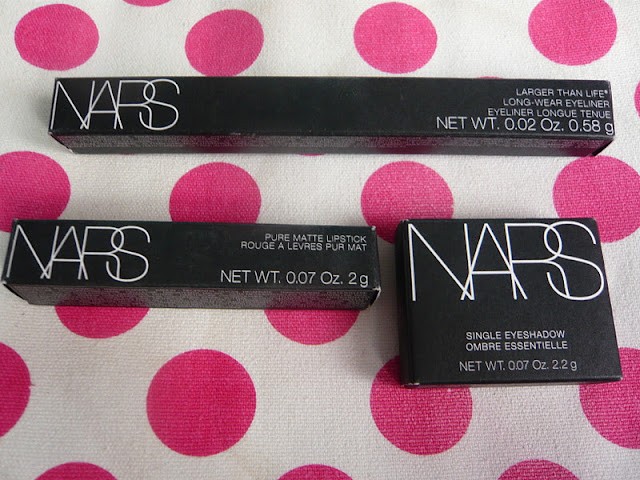 NARS
LARGER THAN LIFE®
LONG-WEAR EYELINER
EYELINER LONGUE TENUE
NET WT. 0.02 Oz. 0.58 g
NARS
PURE MATTE LIPSTICK
ROUGE A LEVRES PUR MAT
NET WT. 0.07 Oz. 2 g
NARS
SINGLE EYESHADOW
OMBRE ESSENTIELLE
NET WT. 0.07 Oz. 2.2 g